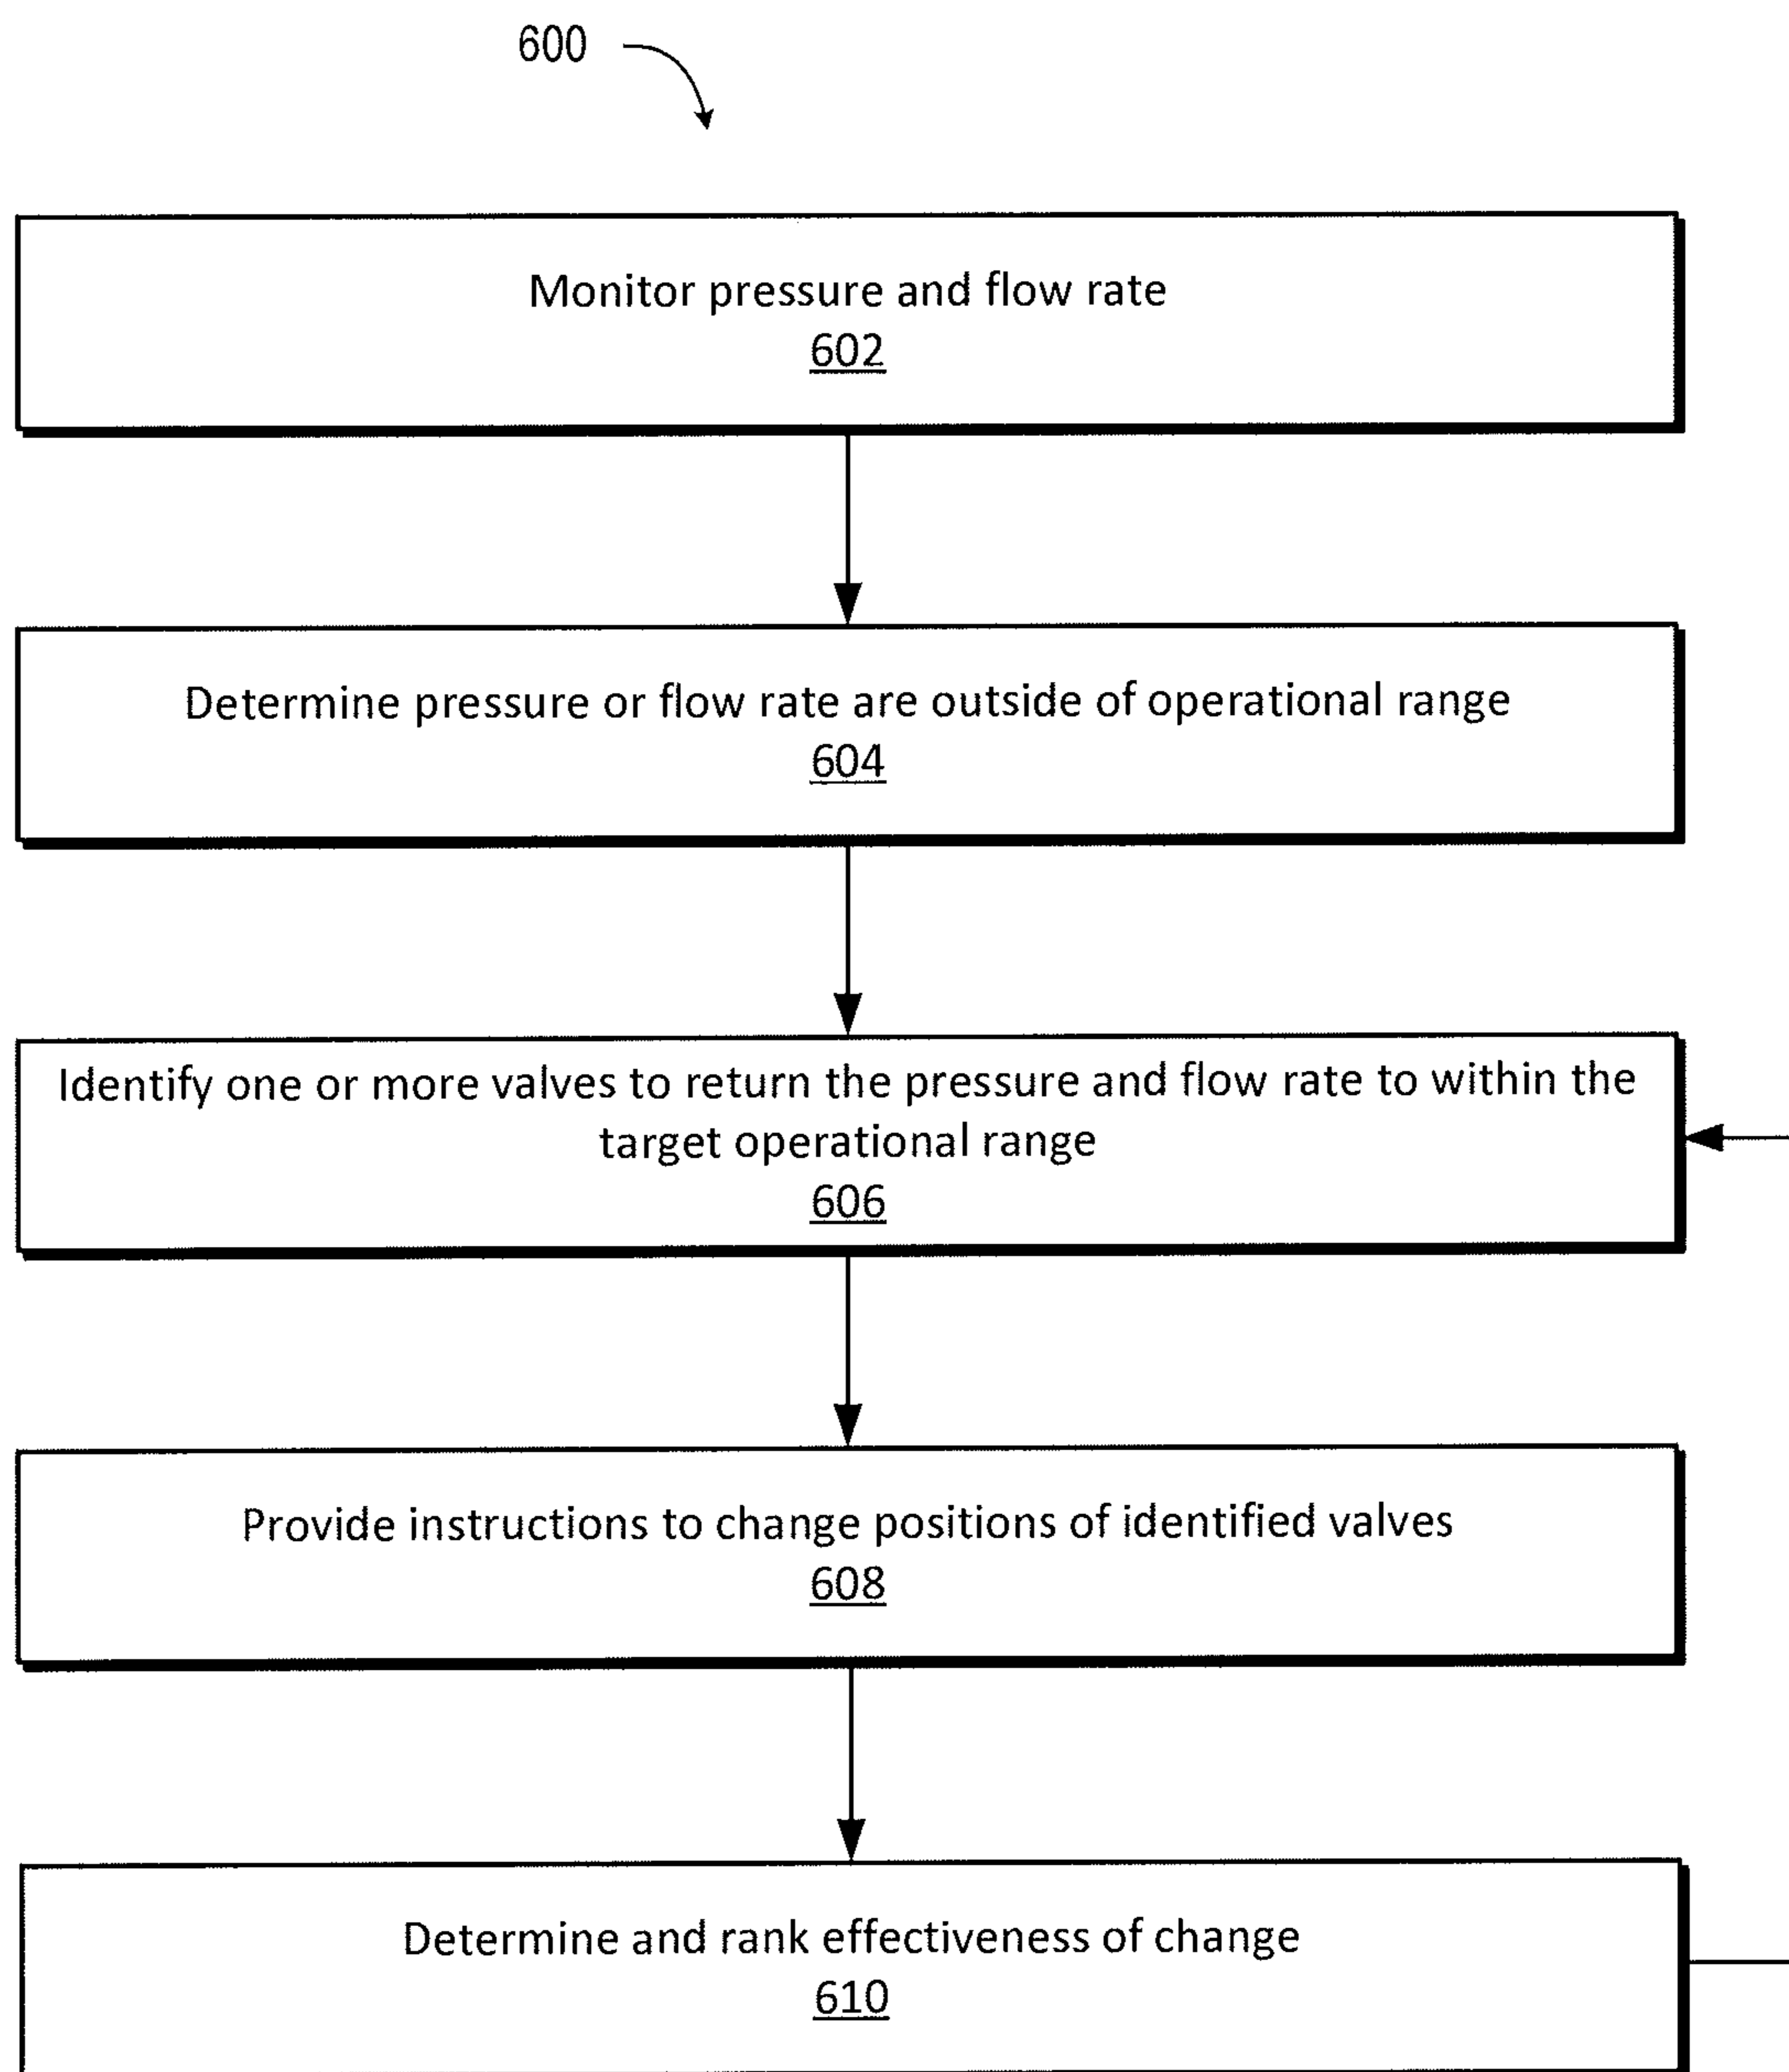 600
Monitor pressure and flow rate
602
Determine pressure or flow rate are outside of operational range
604
Identify one or more valves to return the pressure and flow rate to within the
target operational range
606
Provide instructions to change positions of identified valves
608
Determine and rank effectiveness of change
610